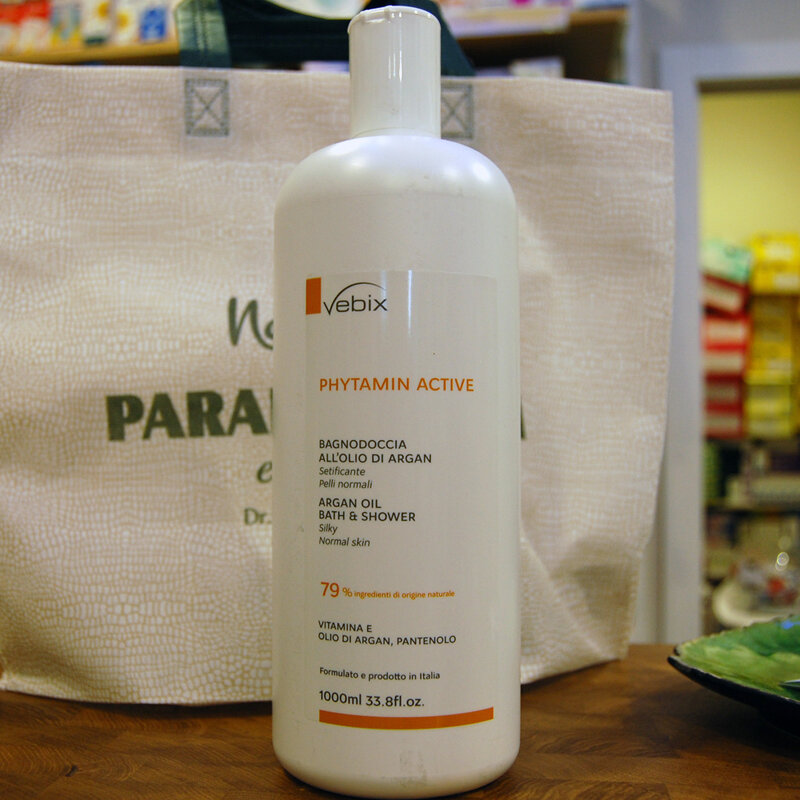 vebix
PHYTAMIN ACTIVE
BAGNODOCCIA
ALL'OLIO DI ARGAN
Setificante
Pelli normali
ARGAN OIL
BATH & SHOWER
Silky
Normal skin
79% ingredienti di origine naturale
VITAMINA E
OLIO DI ARGAN, PANTENOLO
Formulato e prodotto in Italia
1000ml 33.8fl.oz.
Dr.